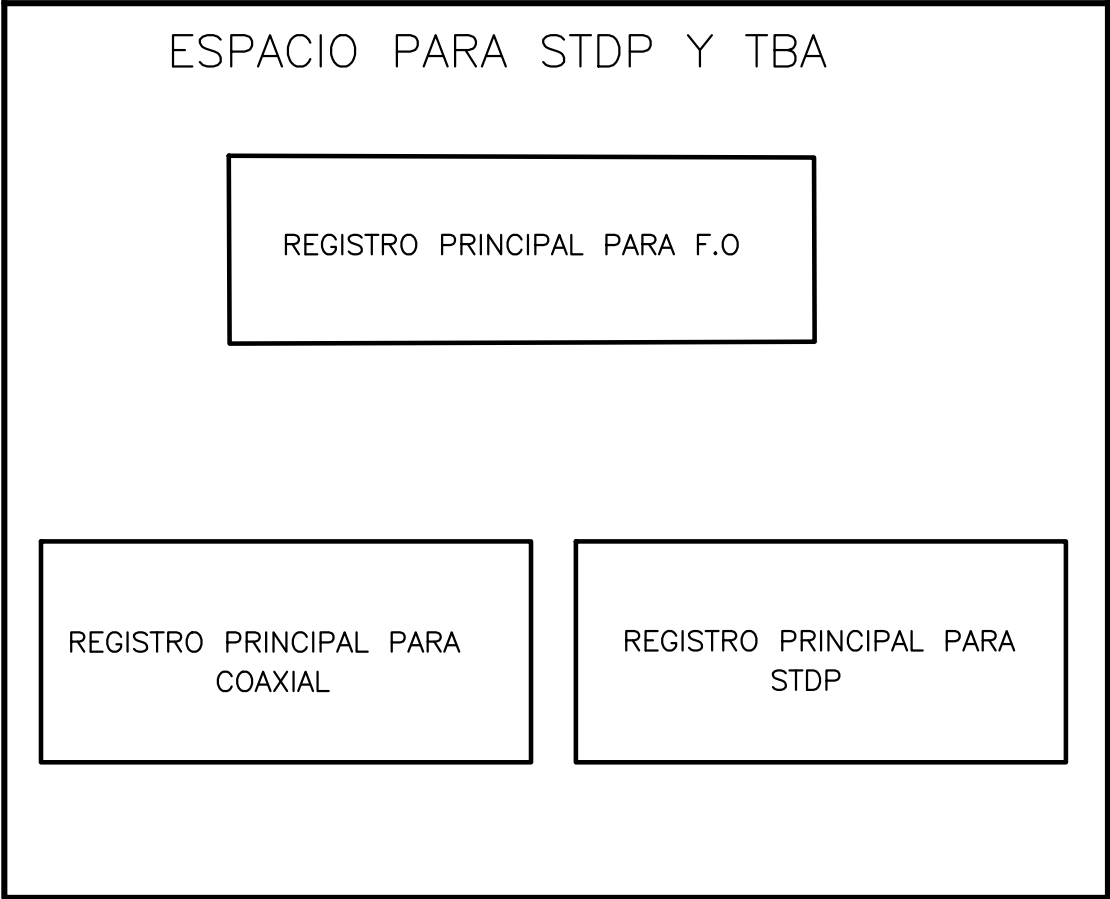 ESPACIO PARA STDP Y TBA
REGISTRO PRINCIPAL PARA F.O
REGISTRO PRINCIPAL PARA
COAXIAL
REGISTRO PRINCIPAL PARA
STDP